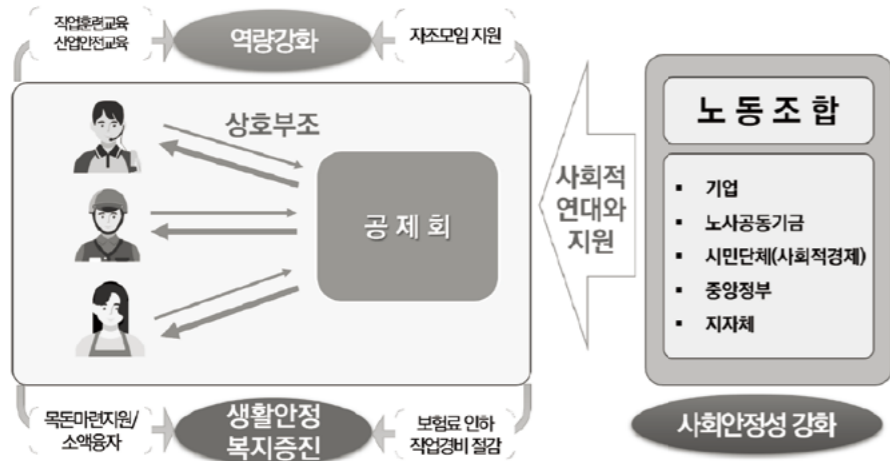 직업훈련교육
산업안전교육
역량강화
자조모임 지원
상호부조
공제회
사회적
연대와
지원
노동조합
▪ 기업
▪ 노사공동기금
▪ 시민단체(사회적경제)
▪ 중앙정부
▪ 지자체
목돈마련지원/
소액융자
생활안정
복지증진
보험료 인하
직업경비 절감
사회안정성 강화